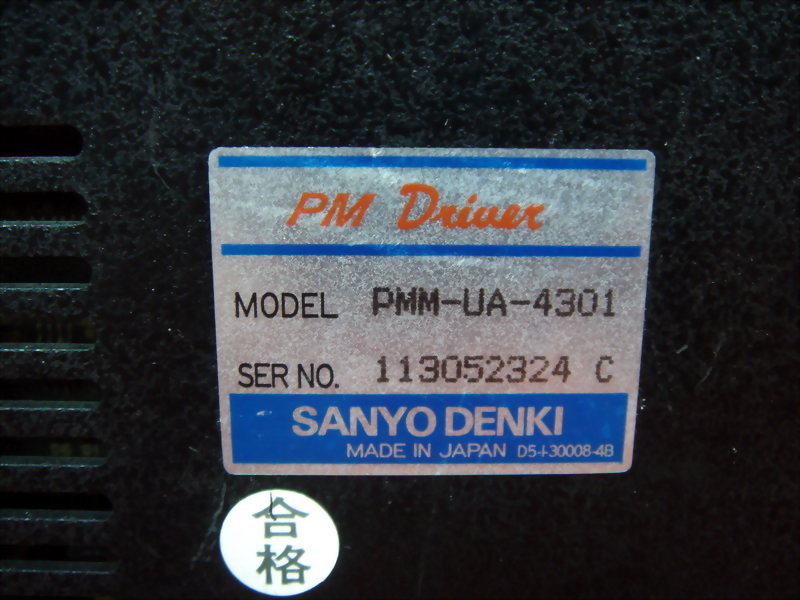 PM Driver
MODEL PMM-UA-4301
SER NO. 113052324 C
SANYO DENKI
MADE IN JAPAN D5-I-30008-4B
合格